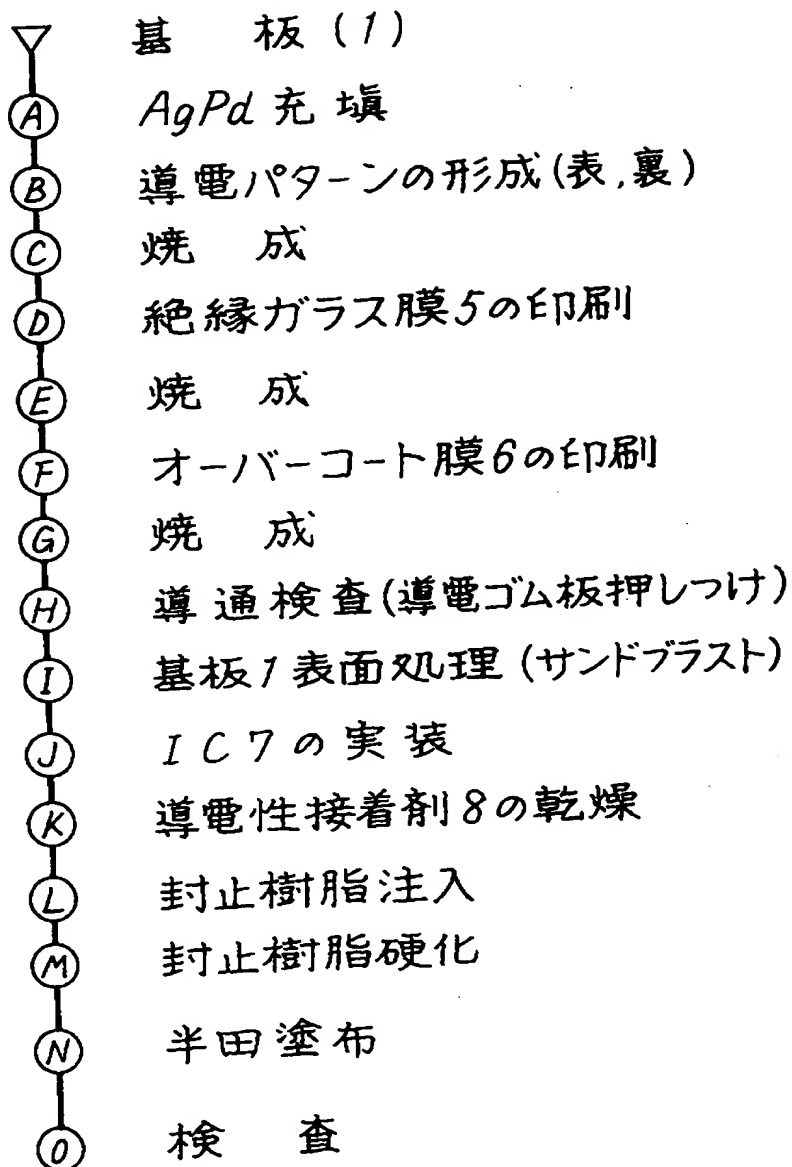 基 板 (1)
A AgPd 充填
B 導電パターンの形成(表,裏)
C 焼 成
D 絶縁ガラス膜5の印刷
E 焼 成
F オーバーコート膜6の印刷
G 焼 成
H 導通検査(導電ゴム板押しつけ)
I 基板1表面処理 (サンドブラスト)
J IC7の実装
K 導電性接着剤8の乾燥
L 封止樹脂注入
M 封止樹脂硬化
N 半田塗布
O 検 査